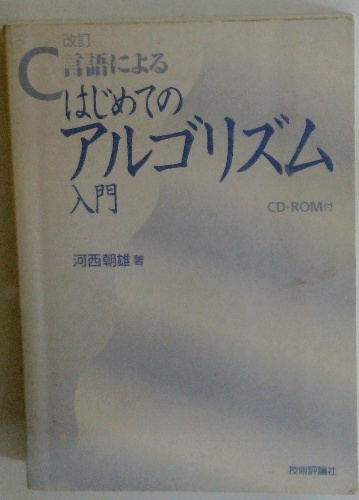 改訂
C言語による
はじめての
アルゴリズム
入門
CD-ROM付
河西朝雄 著
技術評論社